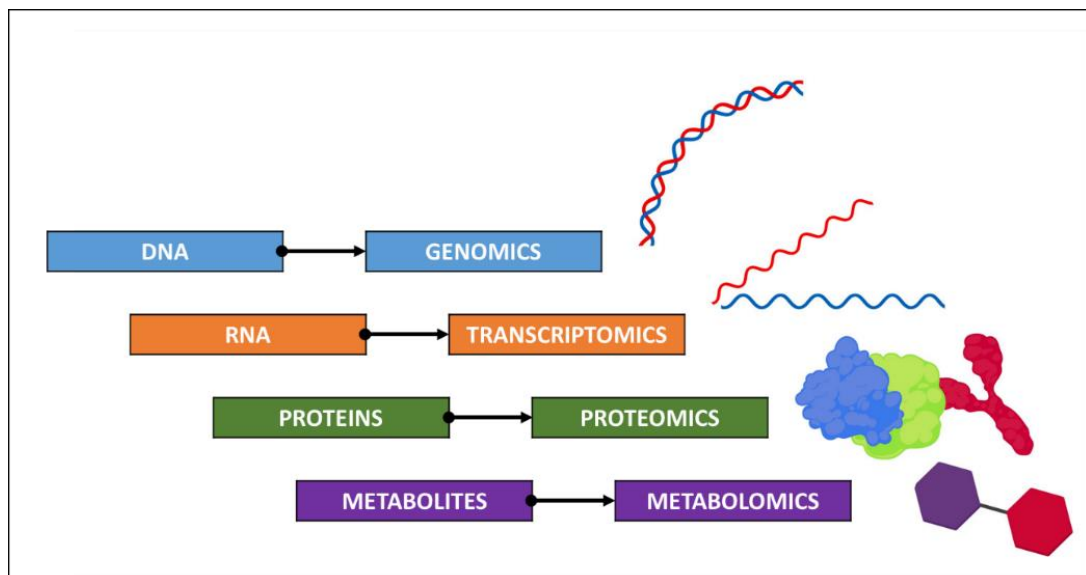 DNA GENOMICS
RNA TRANSCRIPTOMICS
PROTEINS PROTEOMICS
METABOLITES METABOLOMICS